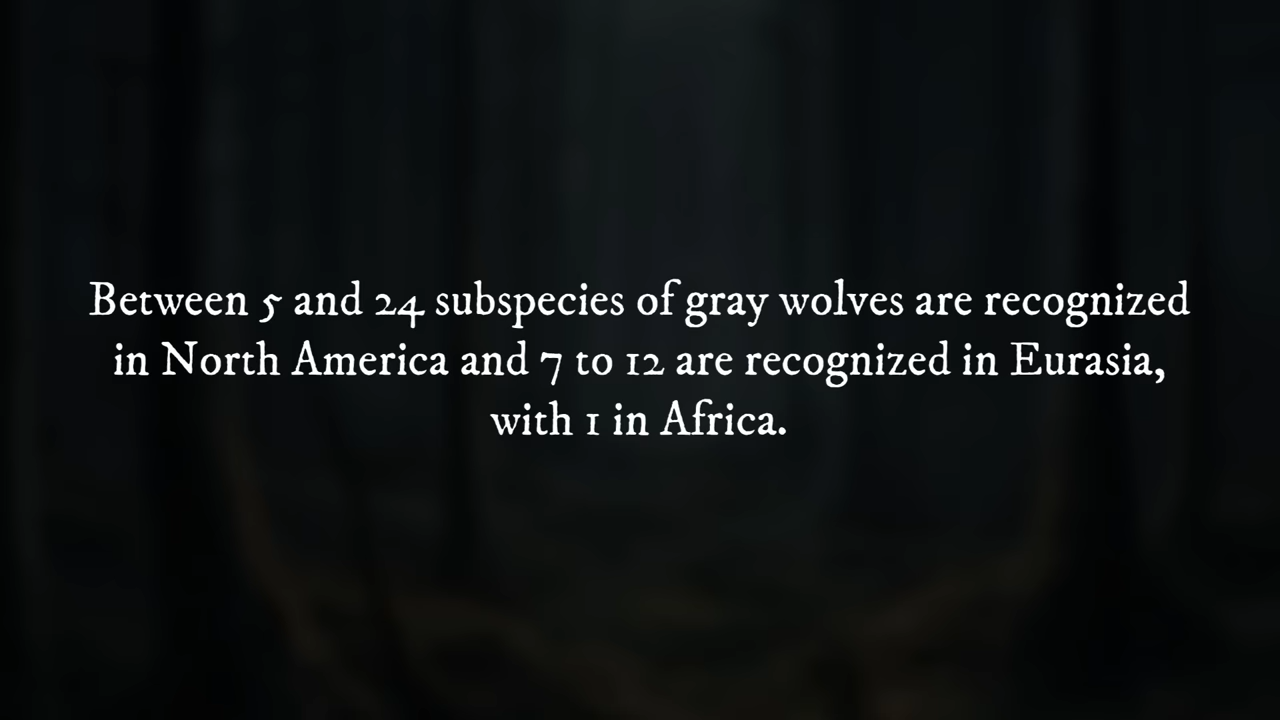 Between 5 and 24 subspecies of gray wolves are recognized
in North America and 7 to 12 are recognized in Eurasia,
with 1 in Africa.